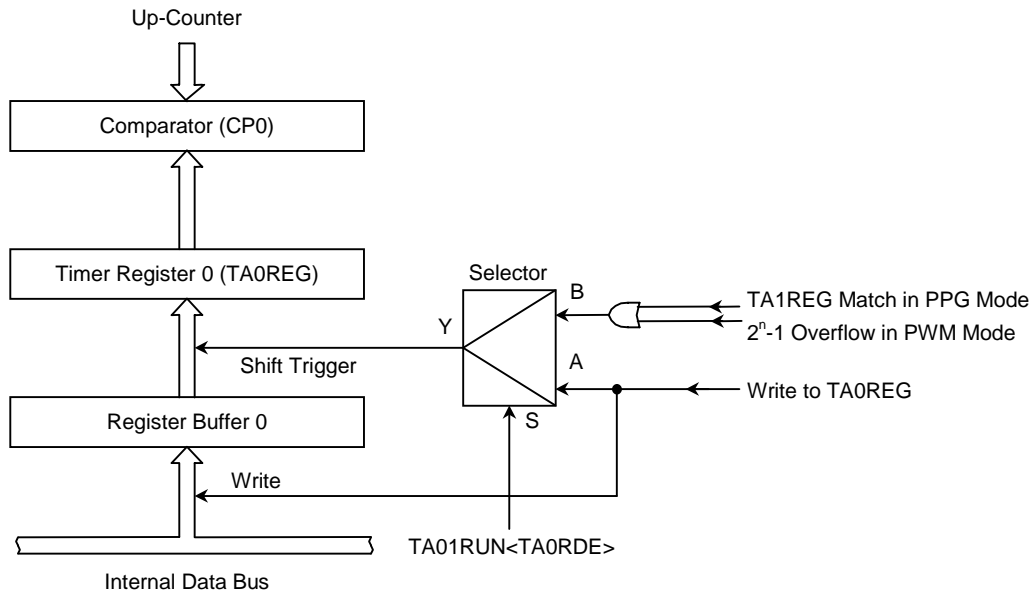 Up-Counter
Comparator (CP0)
Timer Register 0 (TA0REG)
Selector
B
TA1REG Match in PPG Mode
2ⁿ-1 Overflow in PWM Mode
Y
A
Shift Trigger
Write to TA0REG
Register Buffer 0
S
Write
TA01RUN<TA0RDE>
Internal Data Bus